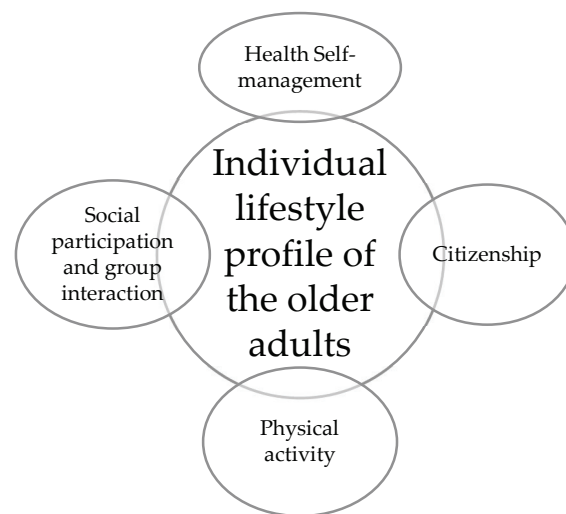 Health Self-
management
Individual
lifestyle
profile of
the older
adults
Social
participation
and group
interaction
Citizenship
Physical
activity